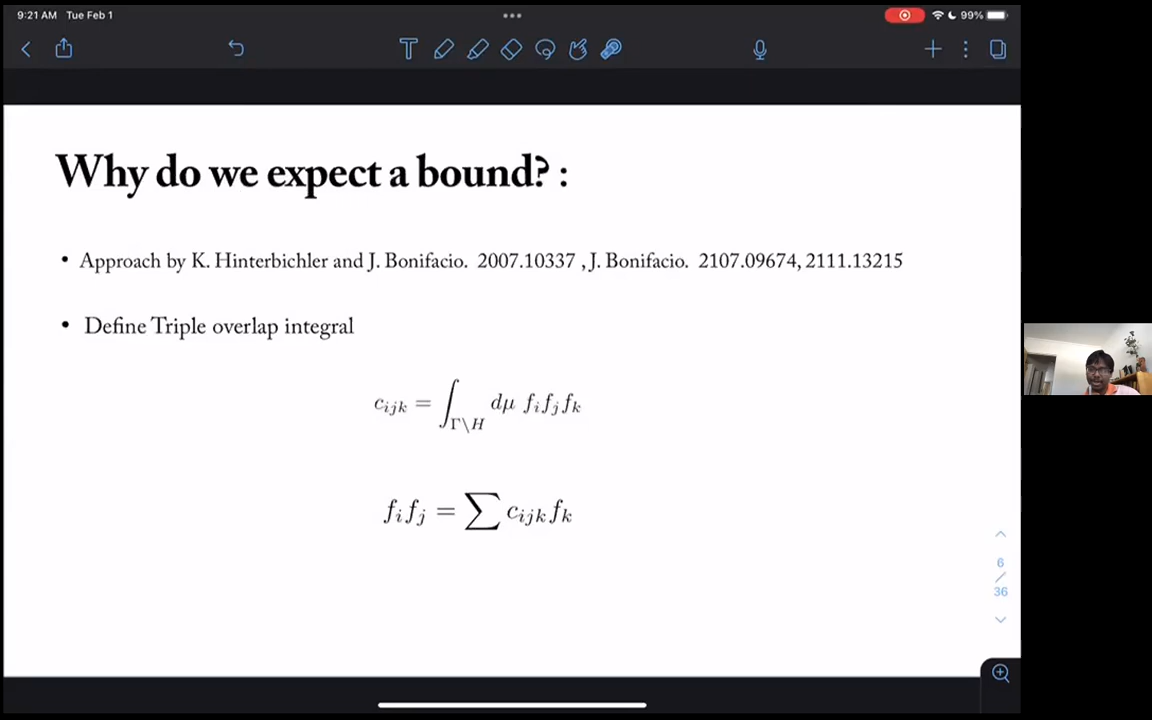 9:21 AM Tue Feb 1
99%
Why do we expect a bound? :
• Approach by K. Hinterbichler and J. Bonifacio. 2007.10337 , J. Bonifacio. 2107.09674, 2111.13215
• Define Triple overlap integral
c_{ijk} = ∫_{Γ\H} dμ f_i f_j f_k
f_i f_j = ∑ c_{ijk} f_k
6
/
36